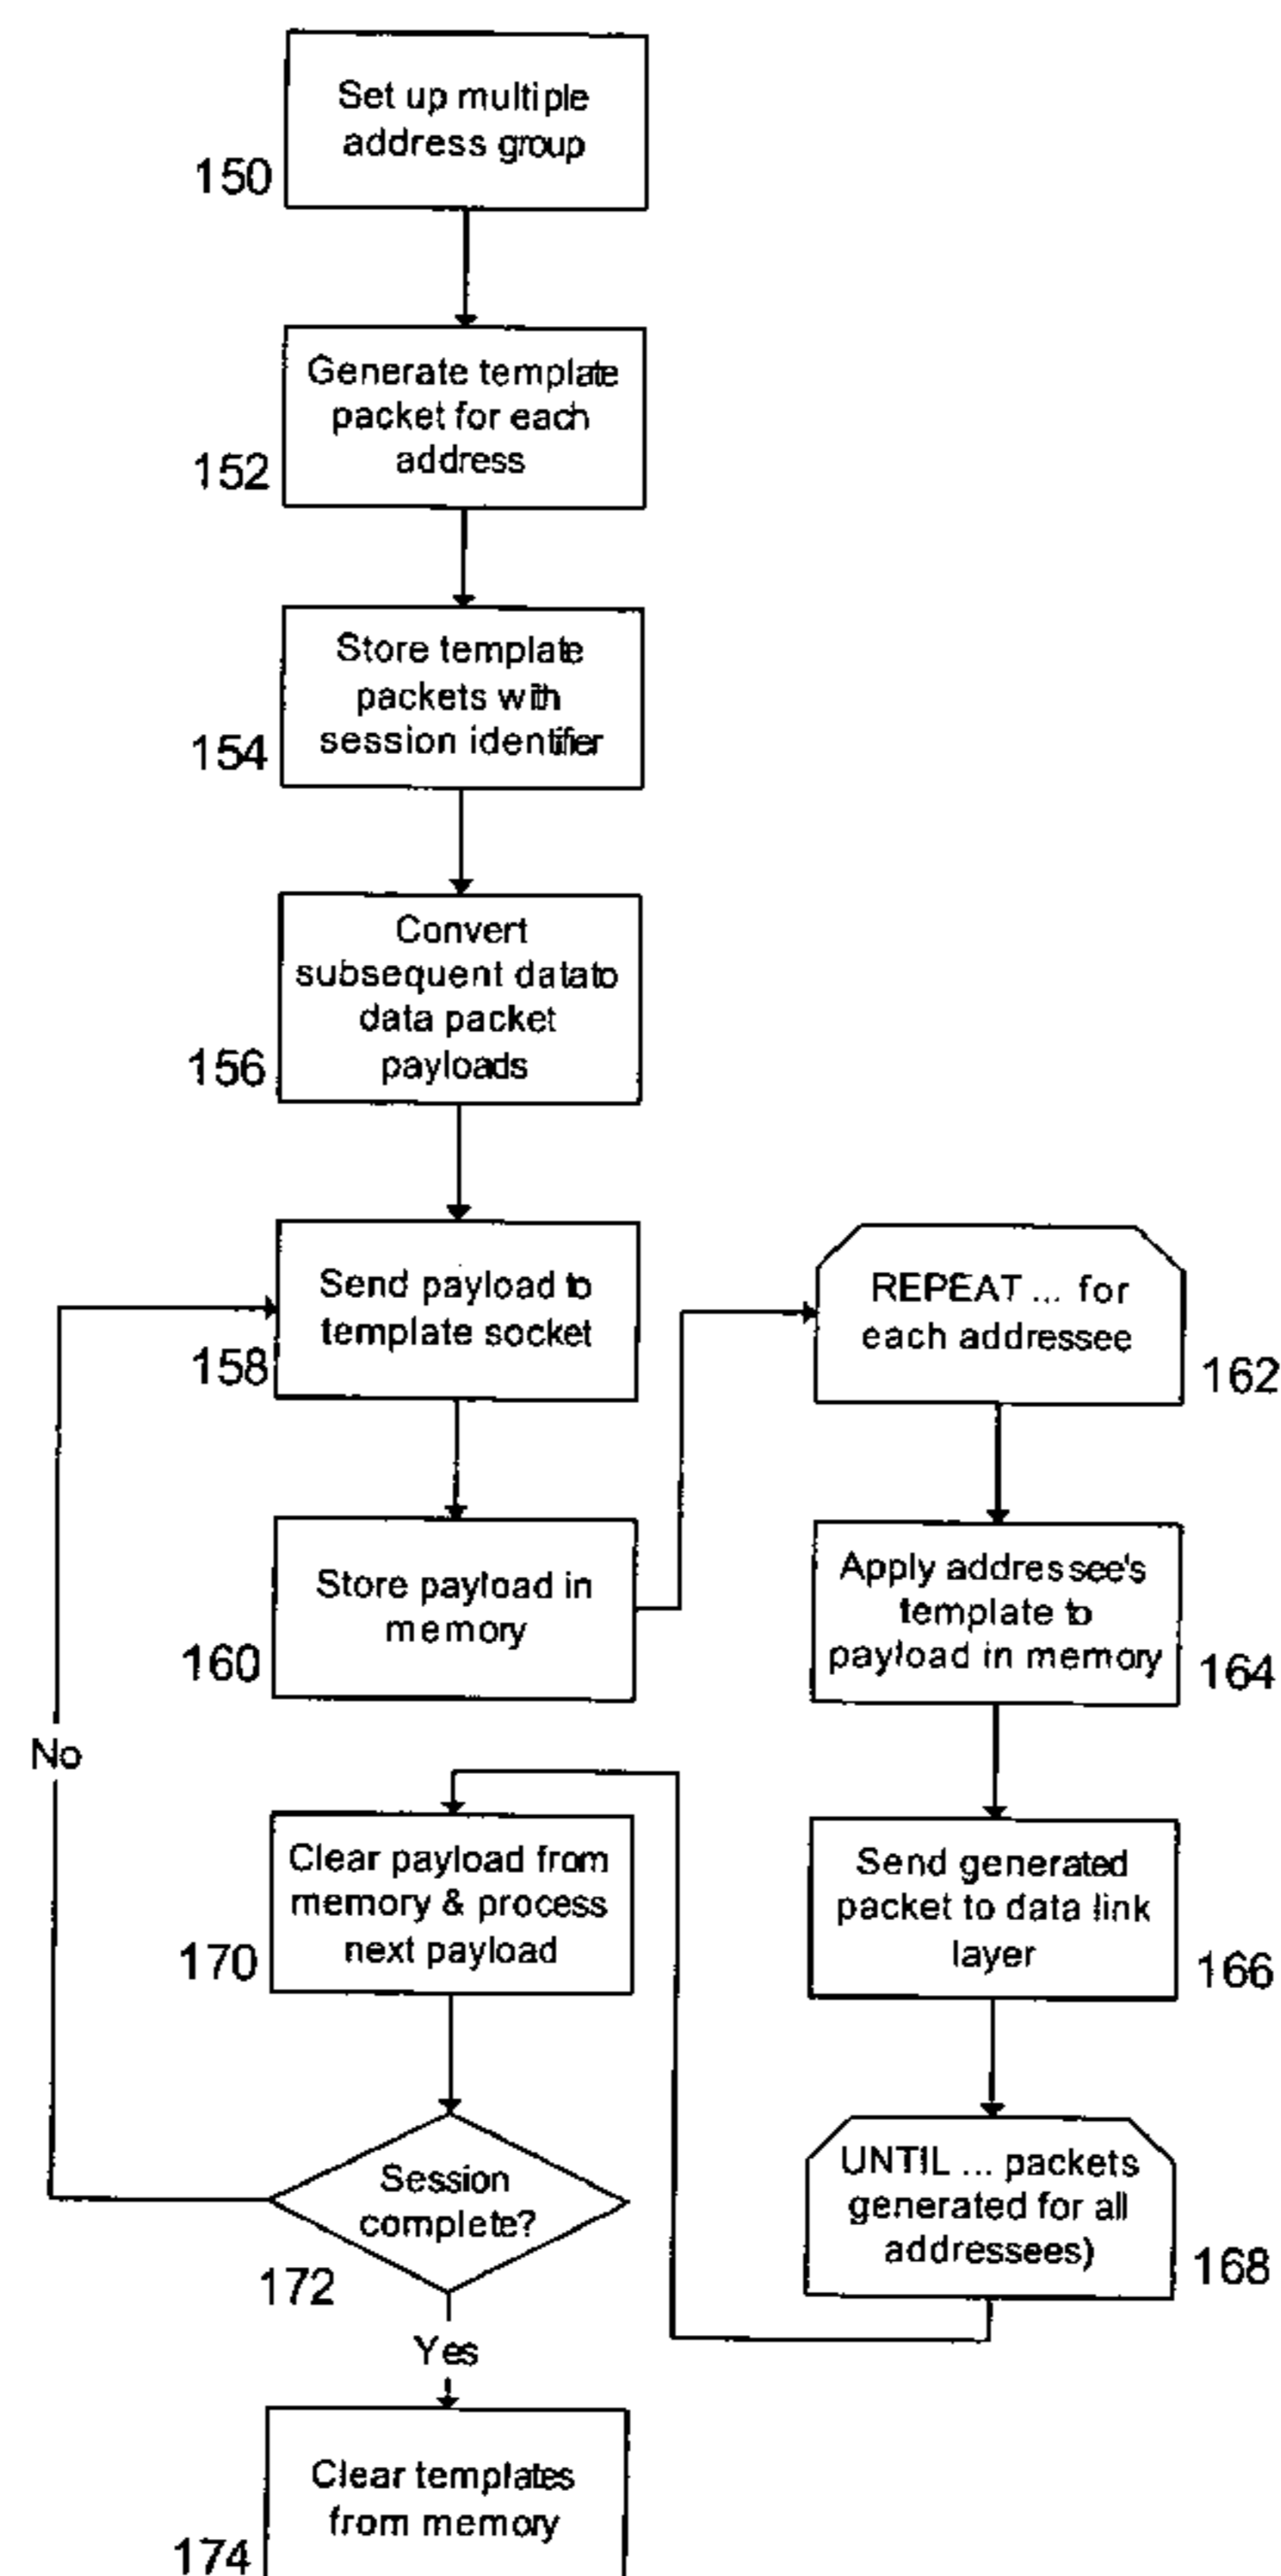 Set up multiple
address group
150
Generate template
packet for each
address
152
Store template
packets with
session identifier
154
Convert
subsequent datato
data packet
payloads
156
Send payload to
template socket
158
Store payload in
memory
160
REPEAT ... for
each addressee
162
Apply addressee's
template to
payload in memory
164
Send generated
packet to data link
layer
166
UNTIL ... packets
generated for all
addressees)
168
Clear payload from
memory & process
next payload
170
Session
complete?
172
No
Yes
Clear templates
from memory
174